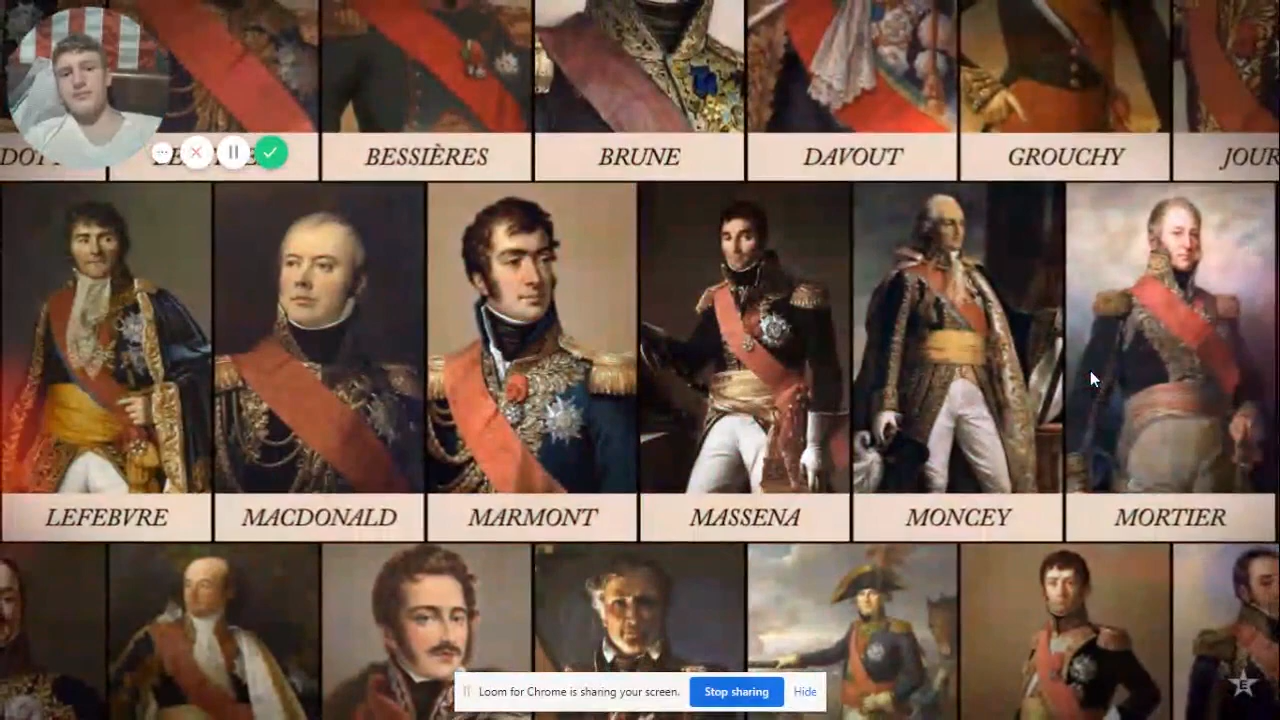 BESSIÈRES
BRUNE
DAVOUT
GROUCHY
JOUR
LEFEBVRE
MACDONALD
MARMONT
MASSENA
MONCEY
MORTIER
Loom for Chrome is sharing your screen.
Stop sharing
Hide
E